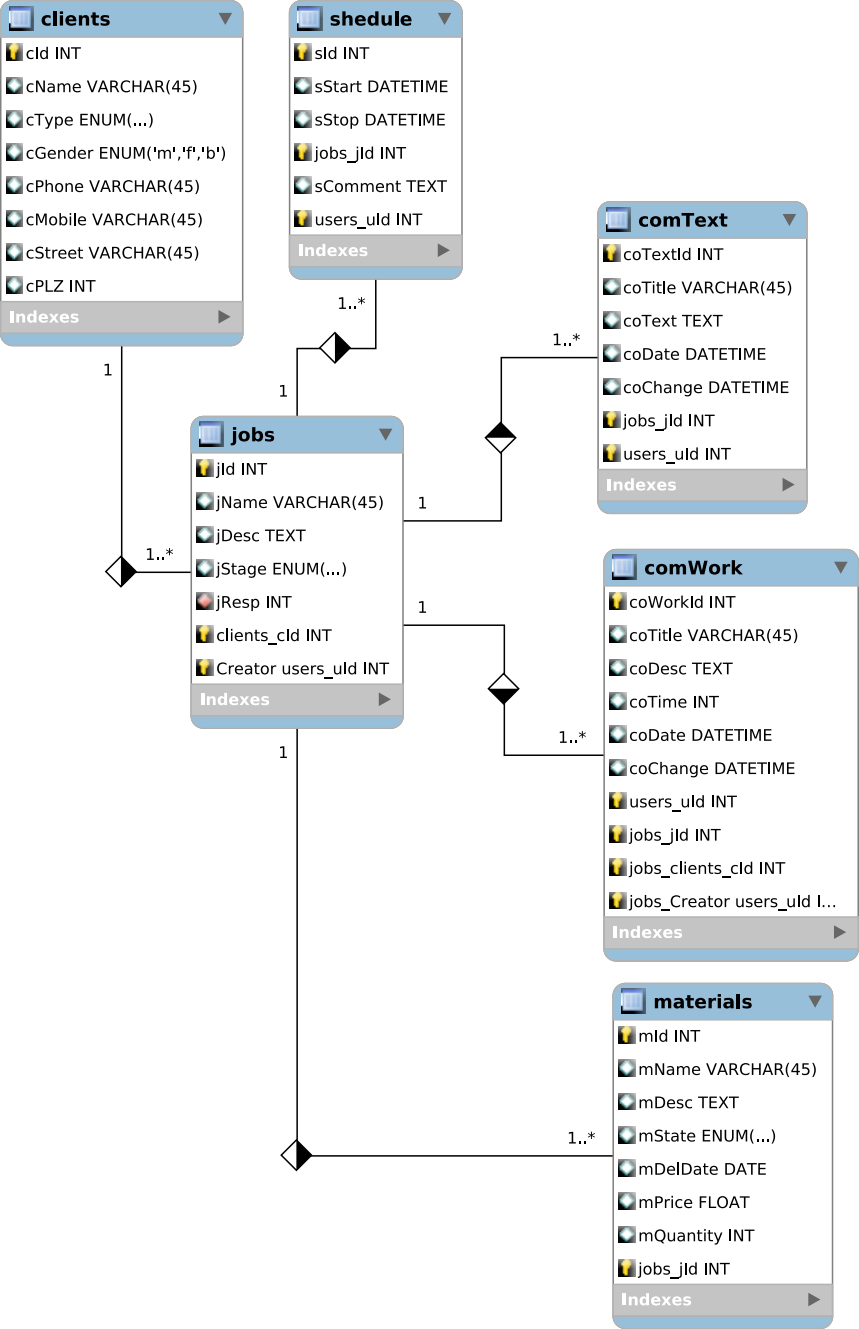 clients
cId INT
cName VARCHAR(45)
cType ENUM(...)
cGender ENUM('m','f','b')
cPhone VARCHAR(45)
cMobile VARCHAR(45)
cStreet VARCHAR(45)
cPLZ INT
Indexes
shedule
sId INT
sStart DATETIME
sStop DATETIME
jobs_jId INT
sComment TEXT
users_uId INT
Indexes
comText
coTextId INT
coTitle VARCHAR(45)
coText TEXT
coDate DATETIME
coChange DATETIME
jobs_jId INT
users_uId INT
Indexes
1..*
1
1
1..*
1..*
1
jobs
jId INT
jName VARCHAR(45)
jDesc TEXT
jStage ENUM(...)
jResp INT
clients_cId INT
Creator users_uId INT
Indexes
1
1..*
1
1..*
comWork
coWorkId INT
coTitle VARCHAR(45)
coDesc TEXT
coTime INT
coDate DATETIME
coChange DATETIME
users_uId INT
jobs_jId INT
jobs_clients_cId INT
jobs_Creator users_uId I...
Indexes
materials
mId INT
mName VARCHAR(45)
mDesc TEXT
mState ENUM(...)
mDelDate DATE
mPrice FLOAT
mQuantity INT
jobs_jId INT
Indexes